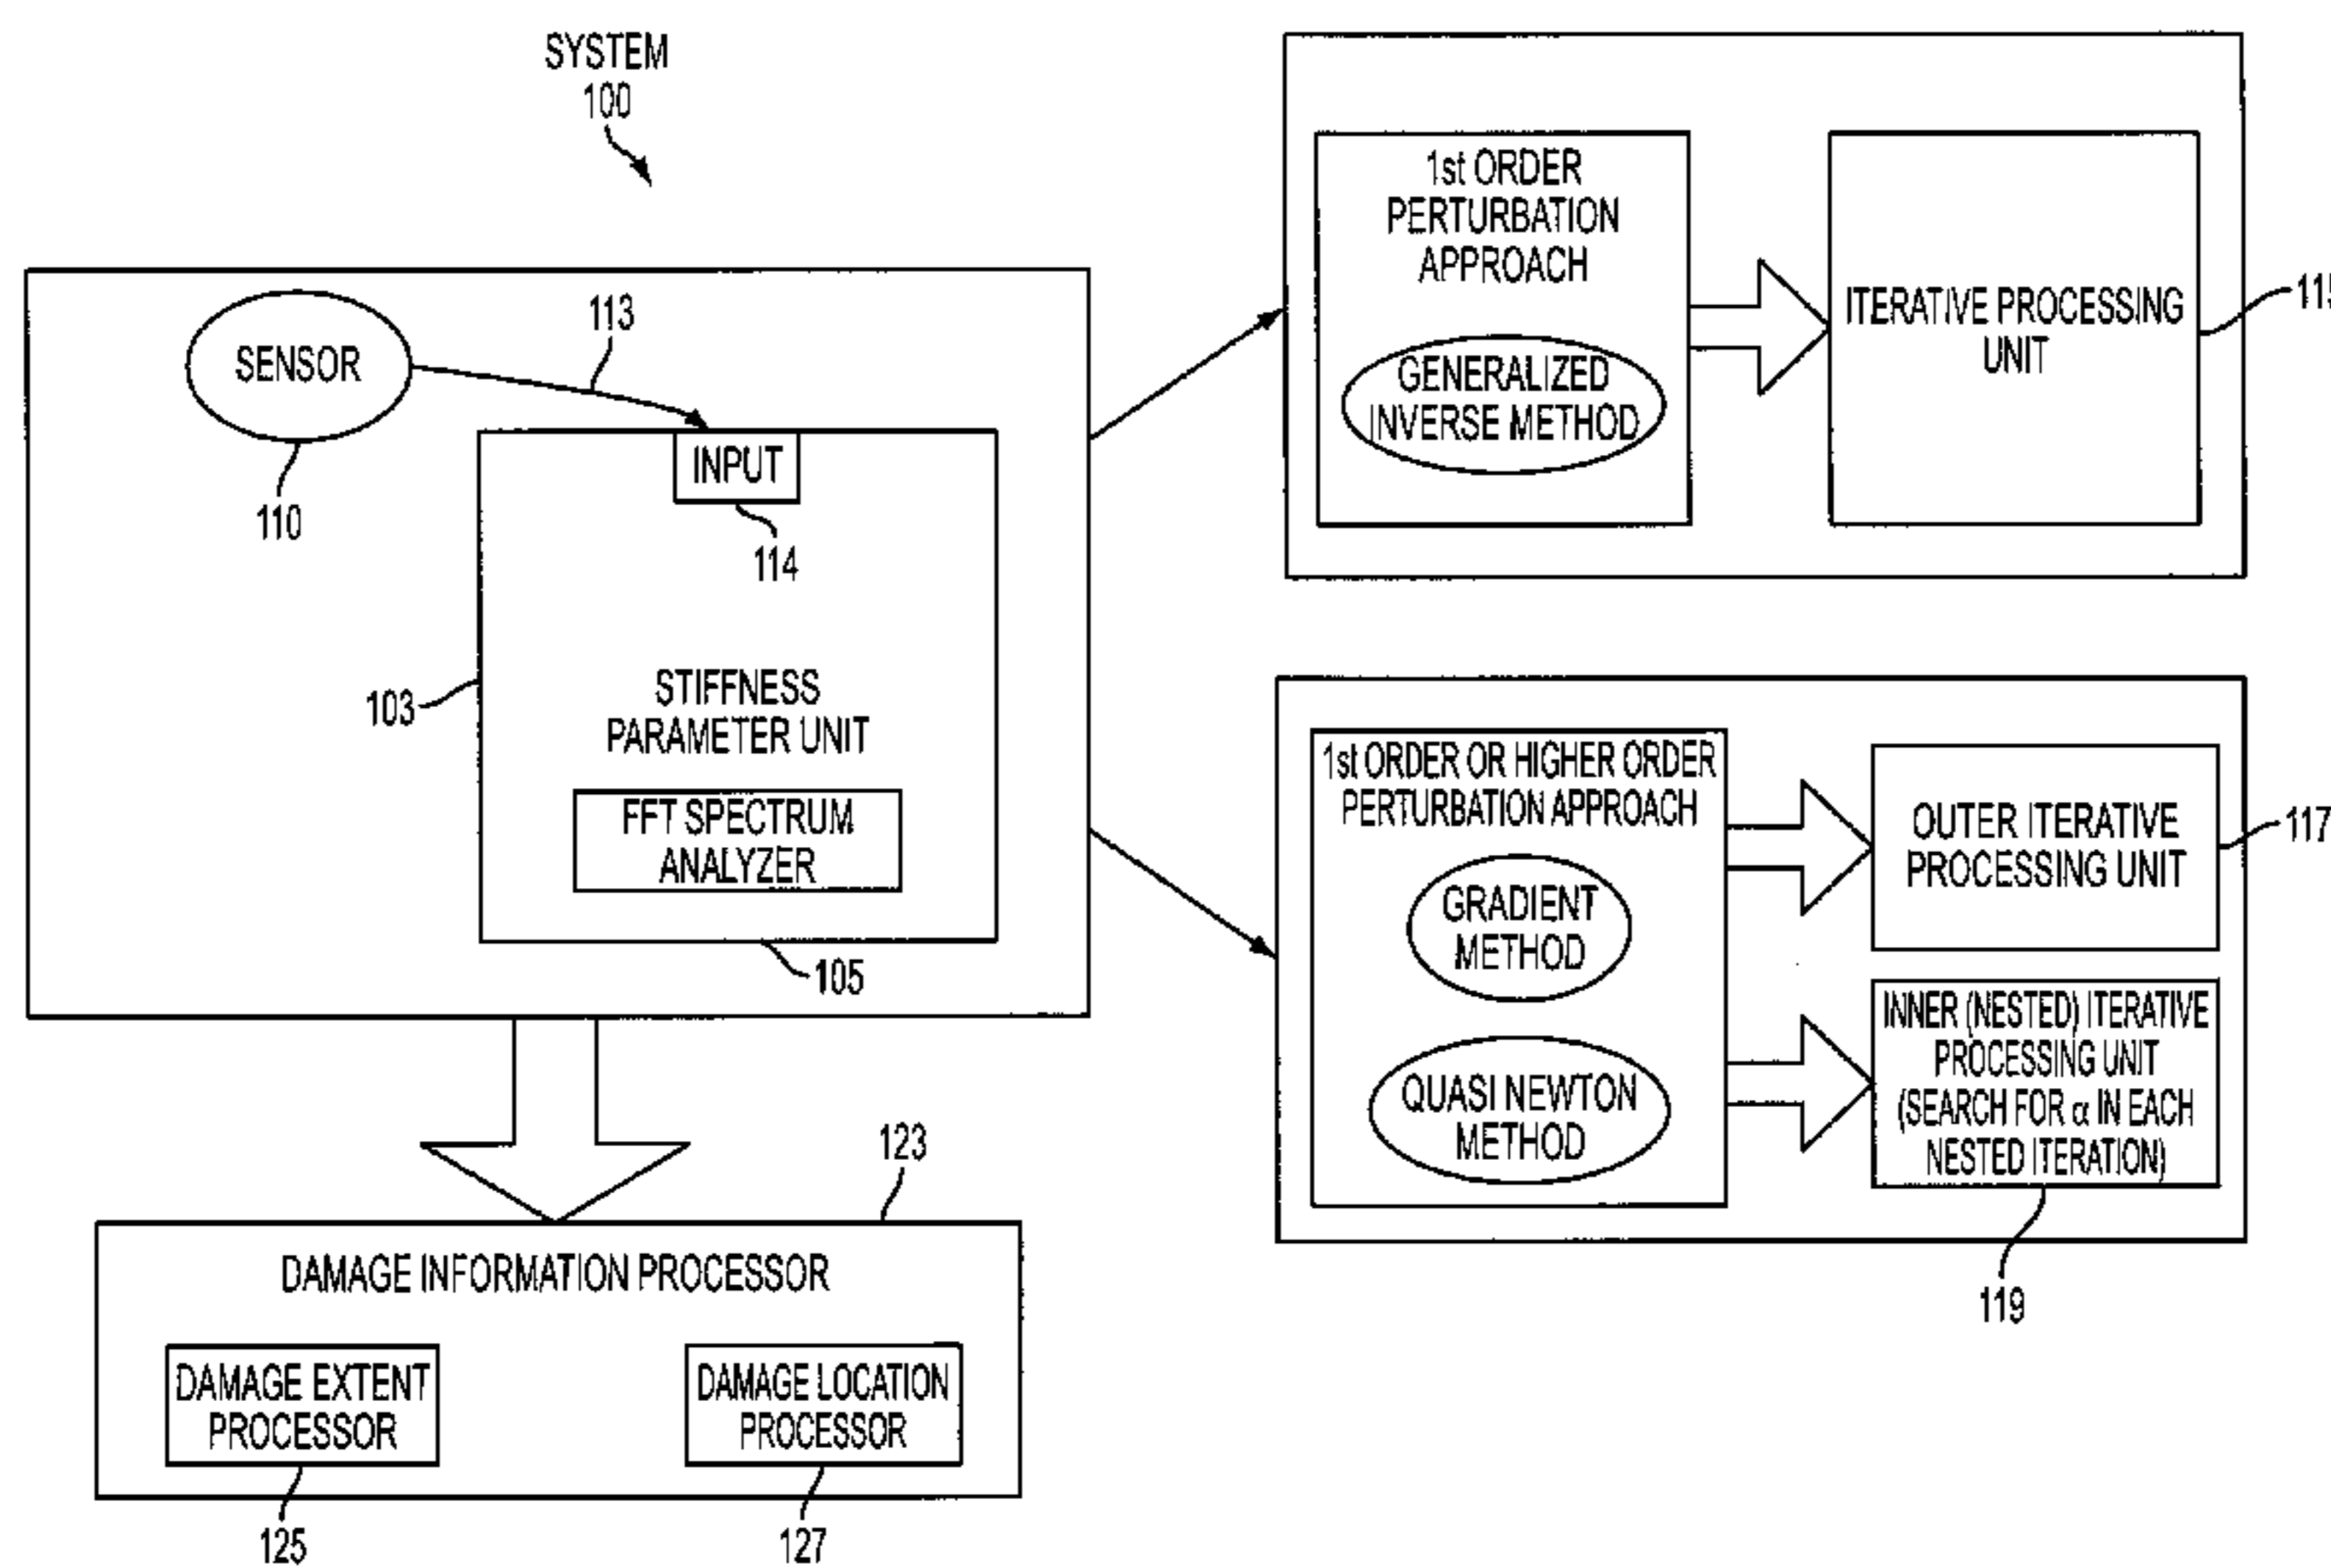 SYSTEM
100
SENSOR
110
113
INPUT
114
103
STIFFNESS
PARAMETER UNIT
FFT SPECTRUM
ANALYZER
105
1st ORDER
PERTURBATION
APPROACH
GENERALIZED
INVERSE METHOD
ITERATIVE PROCESSING
UNIT
115
1st ORDER OR HIGHER ORDER
PERTURBATION APPROACH
GRADIENT
METHOD
QUASI NEWTON
METHOD
OUTER ITERATIVE
PROCESSING UNIT
117
INNER (NESTED) ITERATIVE
PROCESSING UNIT
(SEARCH FOR α IN EACH
NESTED ITERATION)
119
123
DAMAGE INFORMATION PROCESSOR
DAMAGE EXTENT
PROCESSOR
125
DAMAGE LOCATION
PROCESSOR
127